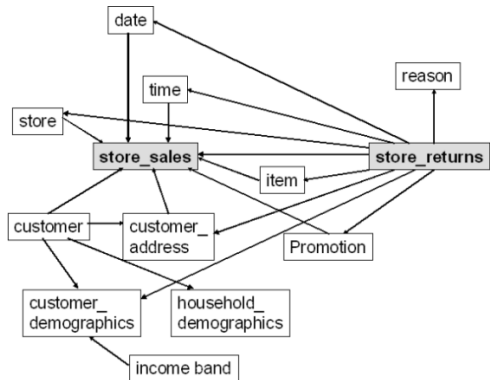 date
reason
time
store
store_sales
store_returns
item
customer
customer_
address
Promotion
customer_
demographics
household_
demographics
income band